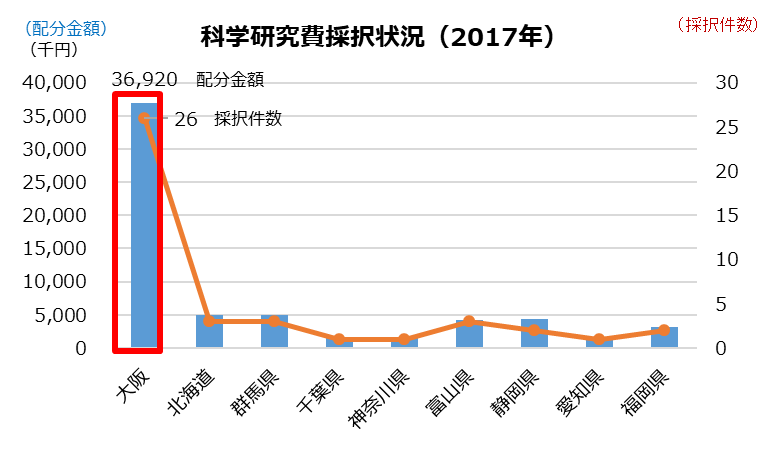 科学研究費採択状況（2017年）
（配分金額）
（千円）
（採択件数）
36,920 配分金額
26 採択件数
40,000
35,000
30,000
25,000
20,000
15,000
10,000
5,000
0
30
25
20
15
10
5
0
大阪
北海道
群馬県
千葉県
神奈川県
富山県
静岡県
愛知県
福岡県